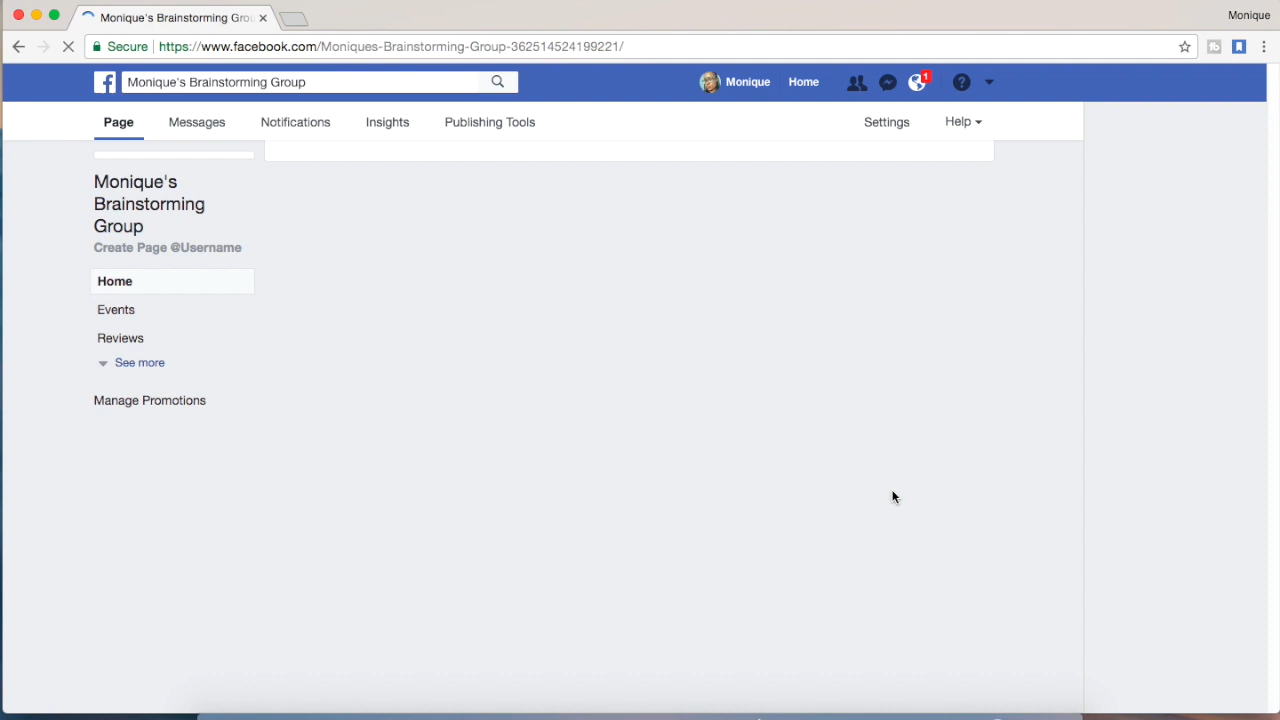 Monique's Brainstorming Grou
Monique
Secure
https://www.facebook.com/Moniques-Brainstorming-Group-362514524199221/
Monique's Brainstorming Group
Monique
Home
1
Page
Messages
Notifications
Insights
Publishing Tools
Settings
Help
Monique's
Brainstorming
Group
Create Page @Username
Home
Events
Reviews
See more
Manage Promotions